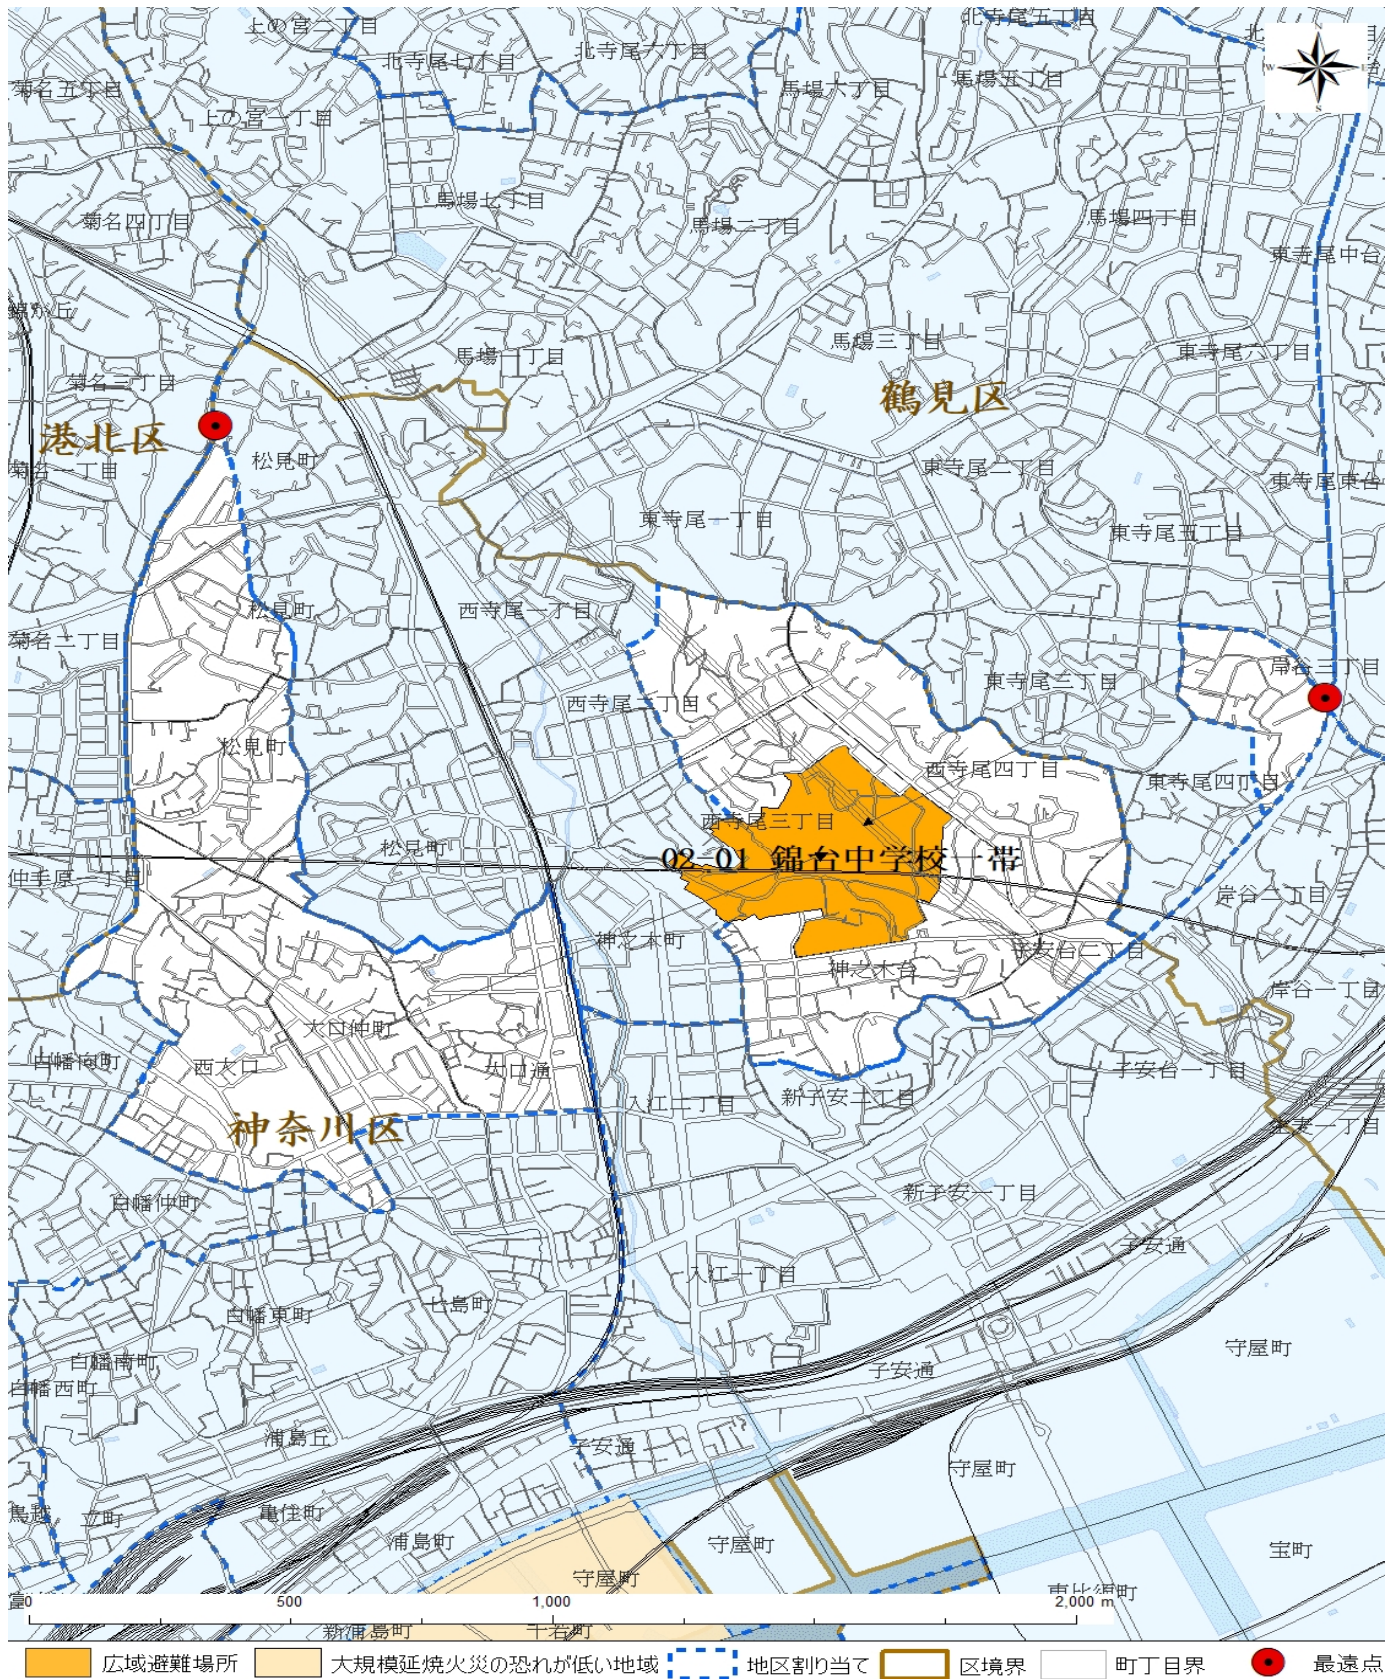 上の宮二丁目
北寺尾五丁目
北寺尾七丁目
北寺尾六丁目
N
W
S
菊名五丁目
馬場六丁目
馬場五丁目
上の宮一丁目
馬場七丁目
菊名四丁目
馬場二丁目
馬場四丁目
東寺尾中台
錦が丘
馬場一丁目
馬場三丁目
東寺尾六丁目
菊名三丁目
鶴見区
港北区
松見町
菊名一丁目
東寺尾二丁目
東寺尾東台
東寺尾一丁目
東寺尾五丁目
松見町
西寺尾一丁目
菊名二丁目
岸谷三丁目
東寺尾三丁目
西寺尾二丁目
松見町
西寺尾四丁目
東寺尾四丁目
西寺尾三丁目
松見町
02-01 錦台中学校一帯
仲手原一丁目
岸谷二丁目
神之木町
子安台二丁目
神之木台
岸谷一丁目
大口仲町
白幡向町
西大口
大口通
子安台一丁目
入江二丁目
新子安二丁目
神奈川区
生麦一丁目
白幡仲町
新子安一丁目
子安通
入江一丁目
七島町
白幡東町
守屋町
白幡南町
子安通
白幡西町
浦島丘
子安通
守屋町
鳥越
立町
亀住町
浦島町
守屋町
宝町
守屋町
恵比須町
0
500
1,000
2,000 m
新浦島町
千若町
広域避難場所
大規模延焼火災の恐れが低い地域
地区割り当て
区境界
町丁目界
最遠点